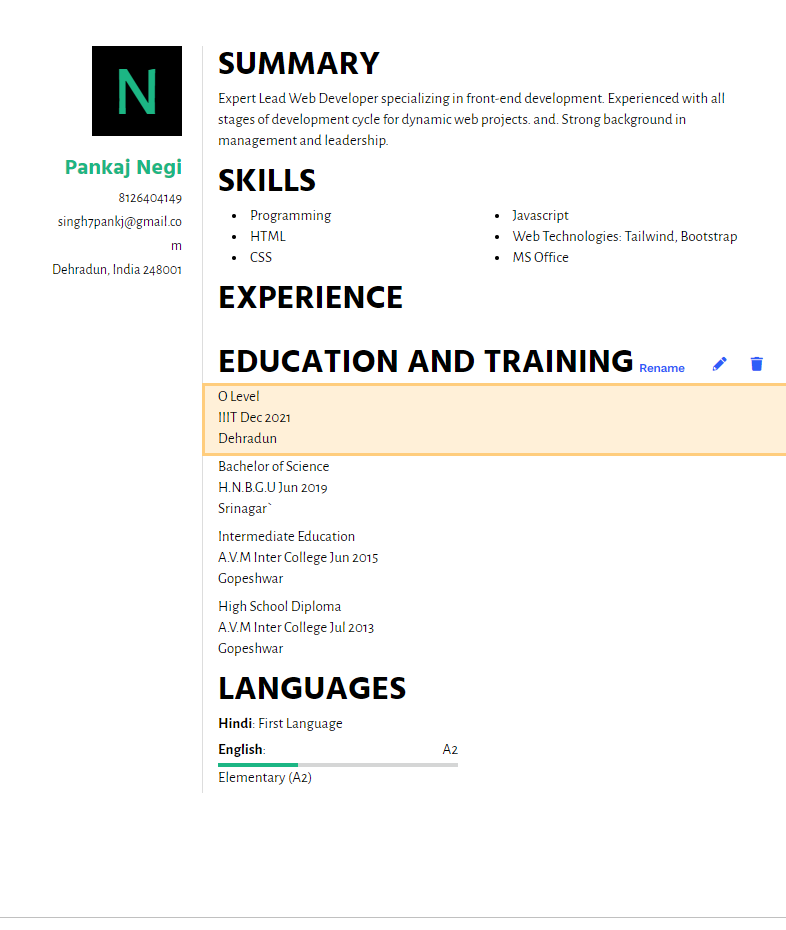 N
Pankaj Negi
8126404149
singh7pankj@gmail.co
m
Dehradun, India 248001
SUMMARY
Expert Lead Web Developer specializing in front-end development. Experienced with all
stages of development cycle for dynamic web projects. and. Strong background in
management and leadership.
SKILLS
• Programming
• HTML
• CSS
• Javascript
• Web Technologies: Tailwind, Bootstrap
• MS Office
EXPERIENCE
EDUCATION AND TRAINING Rename
O Level
IIIT Dec 2021
Dehradun
Bachelor of Science
H.N.B.G.U Jun 2019
Srinagar`
Intermediate Education
A.V.M Inter College Jun 2015
Gopeshwar
High School Diploma
A.V.M Inter College Jul 2013
Gopeshwar
LANGUAGES
Hindi: First Language
English: A2
Elementary (A2)